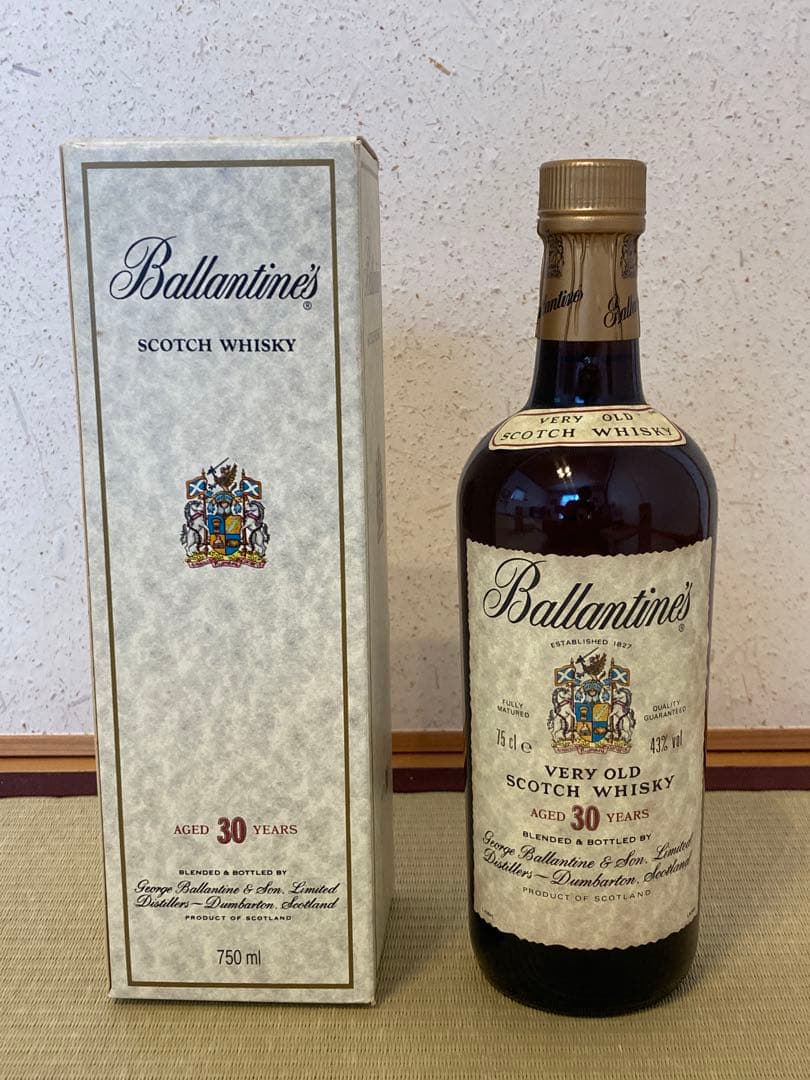 Ballantine's®
SCOTCH WHISKY
AGED 30 YEARS
BLENDED & BOTTLED BY
George Ballantine & Son, Limited
Distillers — Dumbarton, Scotland
PRODUCT OF SCOTLAND
750 ml
VERY OLD
SCOTCH WHISKY
Ballantine's®
ESTABLISHED 1827
FULLY
MATURED
QUALITY
GUARANTEED
75 cl e
43% vol
VERY OLD
SCOTCH WHISKY
AGED 30 YEARS
BLENDED & BOTTLED BY
George Ballantine & Son, Limited
Distillers — Dumbarton, Scotland
PRODUCT OF SCOTLAND